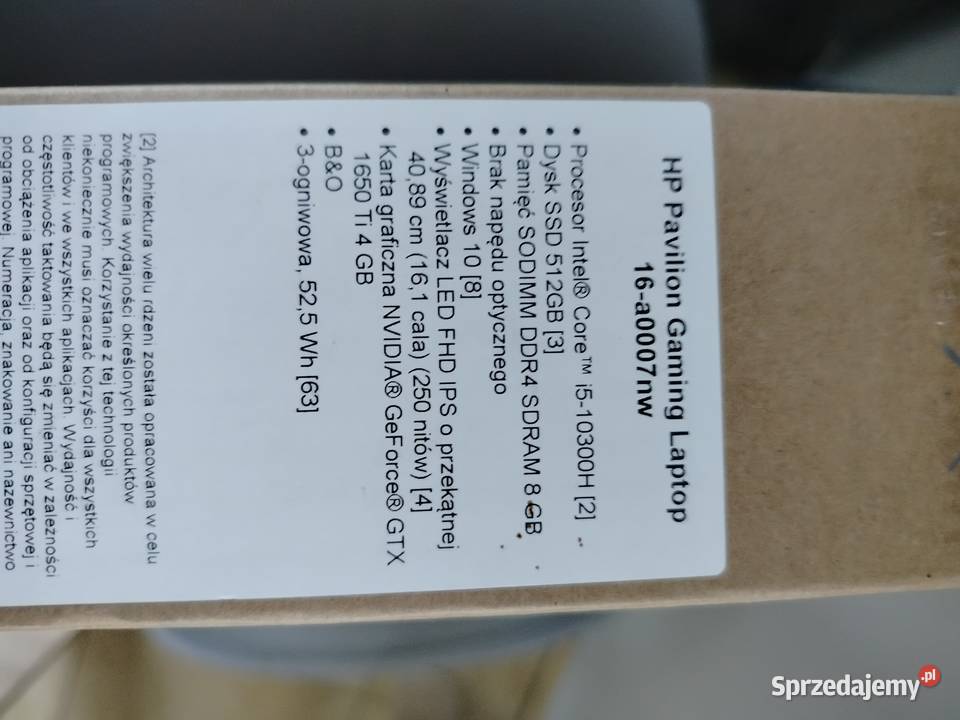 HP Pavilion Gaming Laptop
16-a0007nw
• Procesor Intel® Core™ i5-10300H [2]
• Dysk SSD 512GB [3]
• Pamięć SODIMM DDR4 SDRAM 8 GB
• Brak napędu optycznego
• Windows 10 [8]
• Wyświetlacz LED FHD IPS o przekątnej
40,89 cm (16,1 cala) (250 nitów) [4]
• Karta graficzna NVIDIA® GeForce® GTX
1650 Ti 4 GB
• B&O
• 3-ogniwowa, 52,5 Wh [63]
[2] Architektura wielu rdzeni została opracowana w celu
zwiększenia wydajności określonych produktów
programowych. Korzystanie z tej technologii
niekoniecznie musi oznaczać korzyści dla wszystkich
klientów i we wszystkich aplikacjach. Wydajność i
częstotliwość taktowania będą się zmieniać w zależności
od obciążenia aplikacji oraz od konfiguracji sprzętowej i
programowej. Numeracja, znakowanie ani nazewnictwo
Sprzedajemy.pl